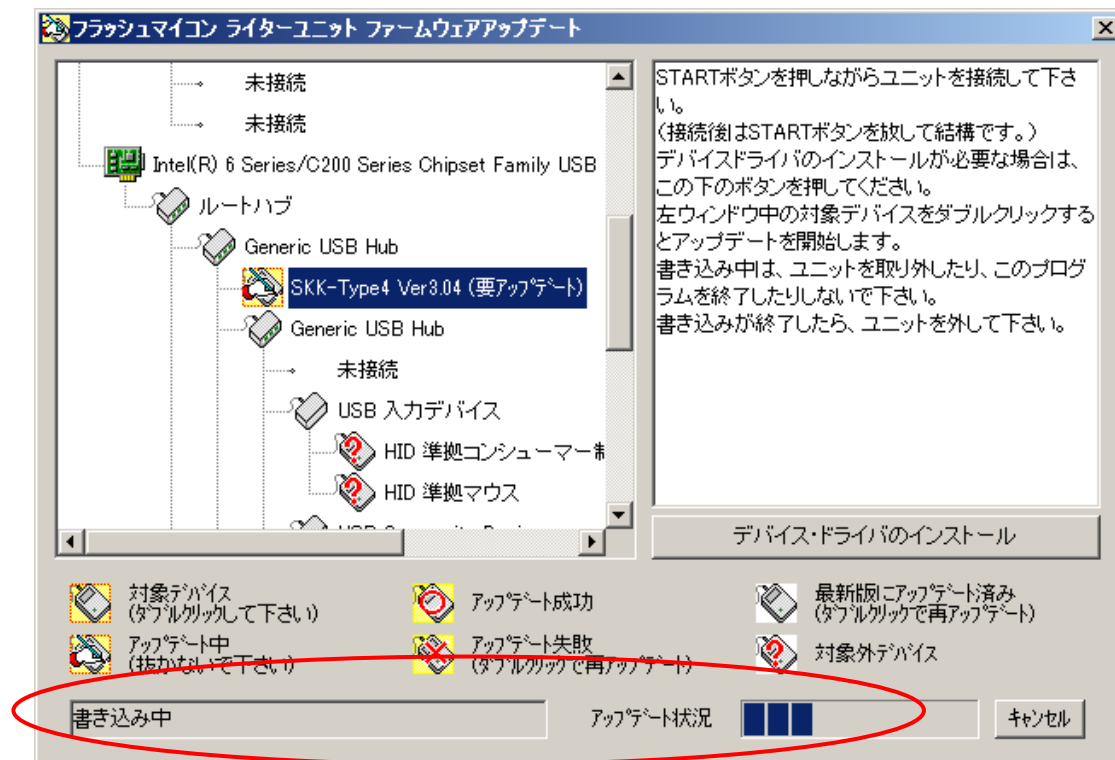 フラッシュマイコン ライターユニット ファームウェアアップデート
未接続
未接続
Intel(R) 6 Series/C200 Series Chipset Family USB
ルートハブ
Generic USB Hub
SKK-Type4 Ver3.04 (要ｱｯﾌﾟﾃﾞｰﾄ)
Generic USB Hub
未接続
USB 入力デバイス
HID 準拠コンシューマー制
HID 準拠マウス
STARTボタンを押しながらユニットを接続して下さ
い。
(接続後はSTARTボタンを放して結構です。)
デバイスドライバのインストールが必要な場合は、
この下のボタンを押してください。
左ウィンドウ中の対象デバイスをダブルクリックする
とアップデートを開始します。
書き込み中は、ユニットを取り外したり、このプログ
ラムを終了したりしないで下さい。
書き込みが終了したら、ユニットを外して下さい。
デバイス・ドライバのインストール
対象ﾃﾞﾊﾞｲｽ
(ﾀﾞﾌﾞﾙｸﾘｯｸして下さい)
ｱｯﾌﾟﾃﾞｰﾄ成功
最新版にｱｯﾌﾟﾃﾞｰﾄ済み
(ﾀﾞﾌﾞﾙｸﾘｯｸで再ｱｯﾌﾟﾃﾞｰﾄ)
ｱｯﾌﾟﾃﾞｰﾄ中
(抜かないで下さい)
ｱｯﾌﾟﾃﾞｰﾄ失敗
(ﾀﾞﾌﾞﾙｸﾘｯｸで再ｱｯﾌﾟﾃﾞｰﾄ)
対象外ﾃﾞﾊﾞｲｽ
書き込み中
ｱｯﾌﾟﾃﾞｰﾄ状況
ｷｬﾝｾﾙ